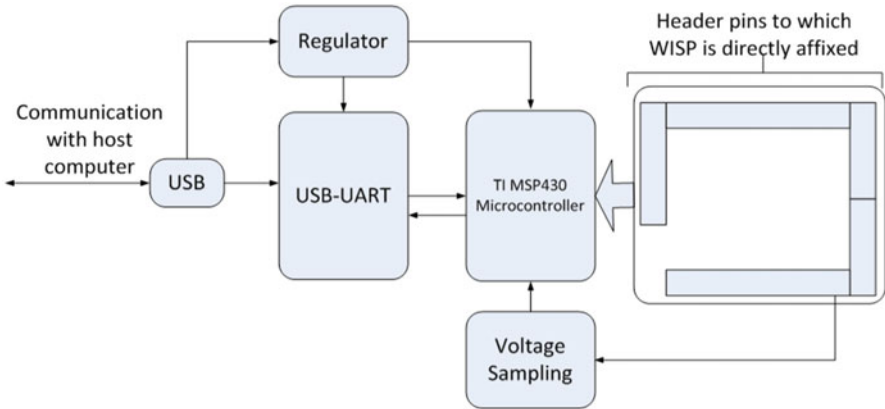 Header pins to which
WISP is directly affixed
Regulator
Communication
with host
computer
USB
USB-UART
TI MSP430
Microcontroller
Voltage
Sampling